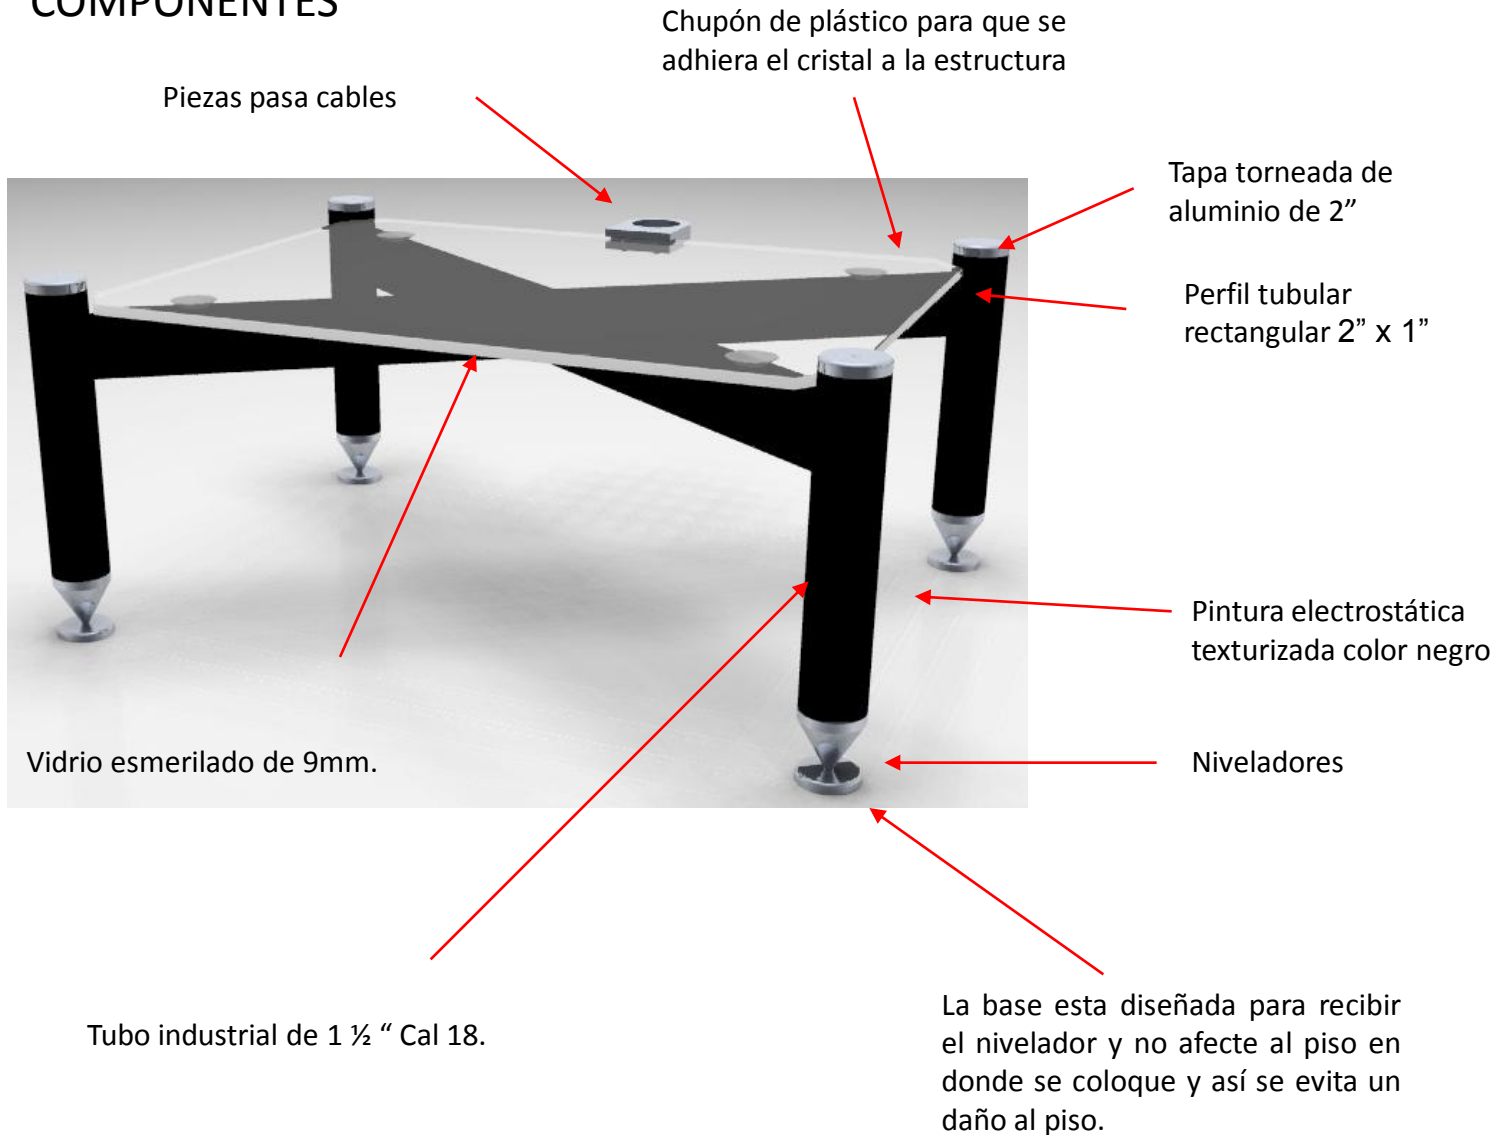 COMPONENTES
Chupón de plástico para que se
adhiera el cristal a la estructura
Piezas pasa cables
Tapa torneada de
aluminio de 2”
Perfil tubular
rectangular 2” x 1”
Pintura electrostática
texturizada color negro
Vidrio esmerilado de 9mm.
Niveladores
Tubo industrial de 1 ½ “ Cal 18.
La base esta diseñada para recibir
el nivelador y no afecte al piso en
donde se coloque y así se evita un
daño al piso.